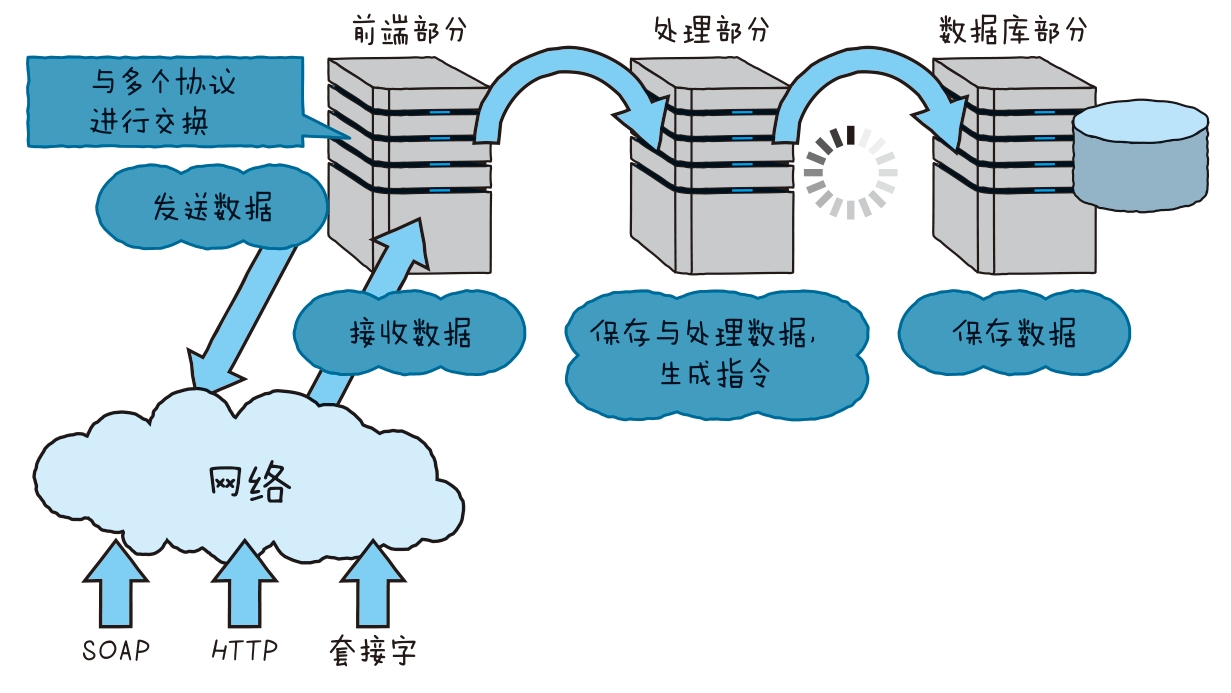 前端部分
处理部分
数据库部分
与多个协议
进行交换
发送数据
接收数据
保存与处理数据,
生成指令
保存数据
网络
SOAP
HTTP
套接字